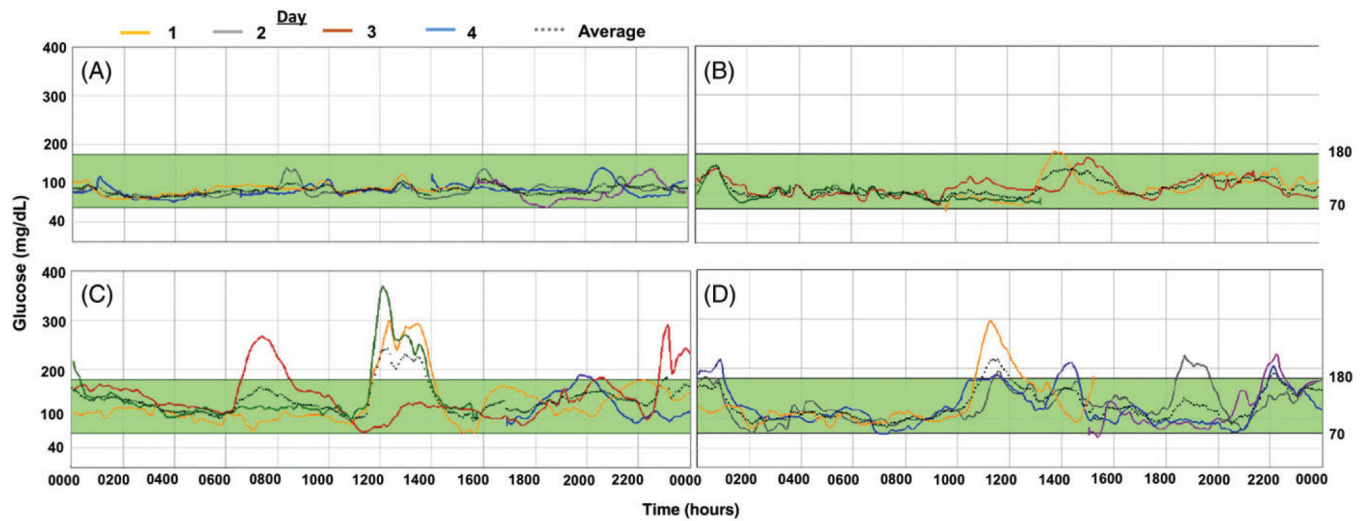 Day
1 2 3 4 Average
Glucose (mg/dL)
400
300
200
100
40
(A)
(B)
180
70
400
300
200
100
40
(C)
(D)
180
70
0000 0200 0400 0600 0800 1000 1200 1400 1600 1800 2000 2200 0000
0200 0400 0600 0800 1000 1200 1400 1600 1800 2000 2200 0000
Time (hours)